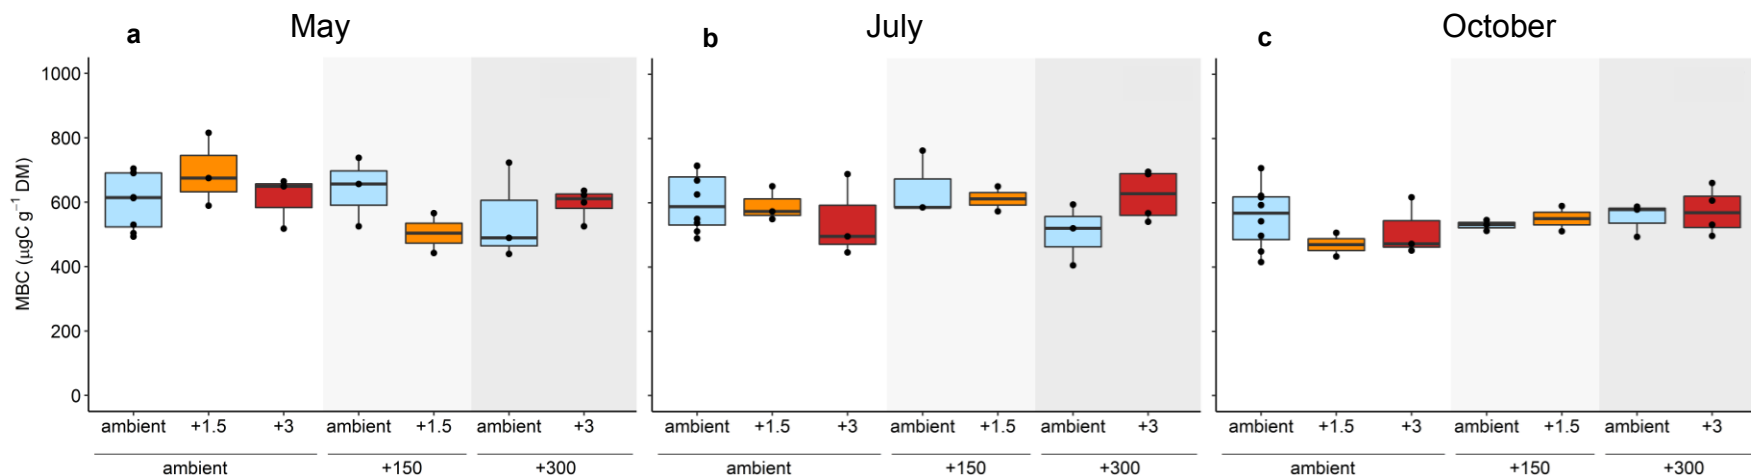 a May b July c October
MBC (μgC g⁻¹ DM)
1000
800
600
400
200
0
ambient +1.5 +3 ambient +1.5 ambient +3 ambient +1.5 +3 ambient +1.5 ambient +3 ambient +1.5 +3 ambient +1.5 ambient +3
ambient +150 +300 ambient +150 +300 ambient +150 +300